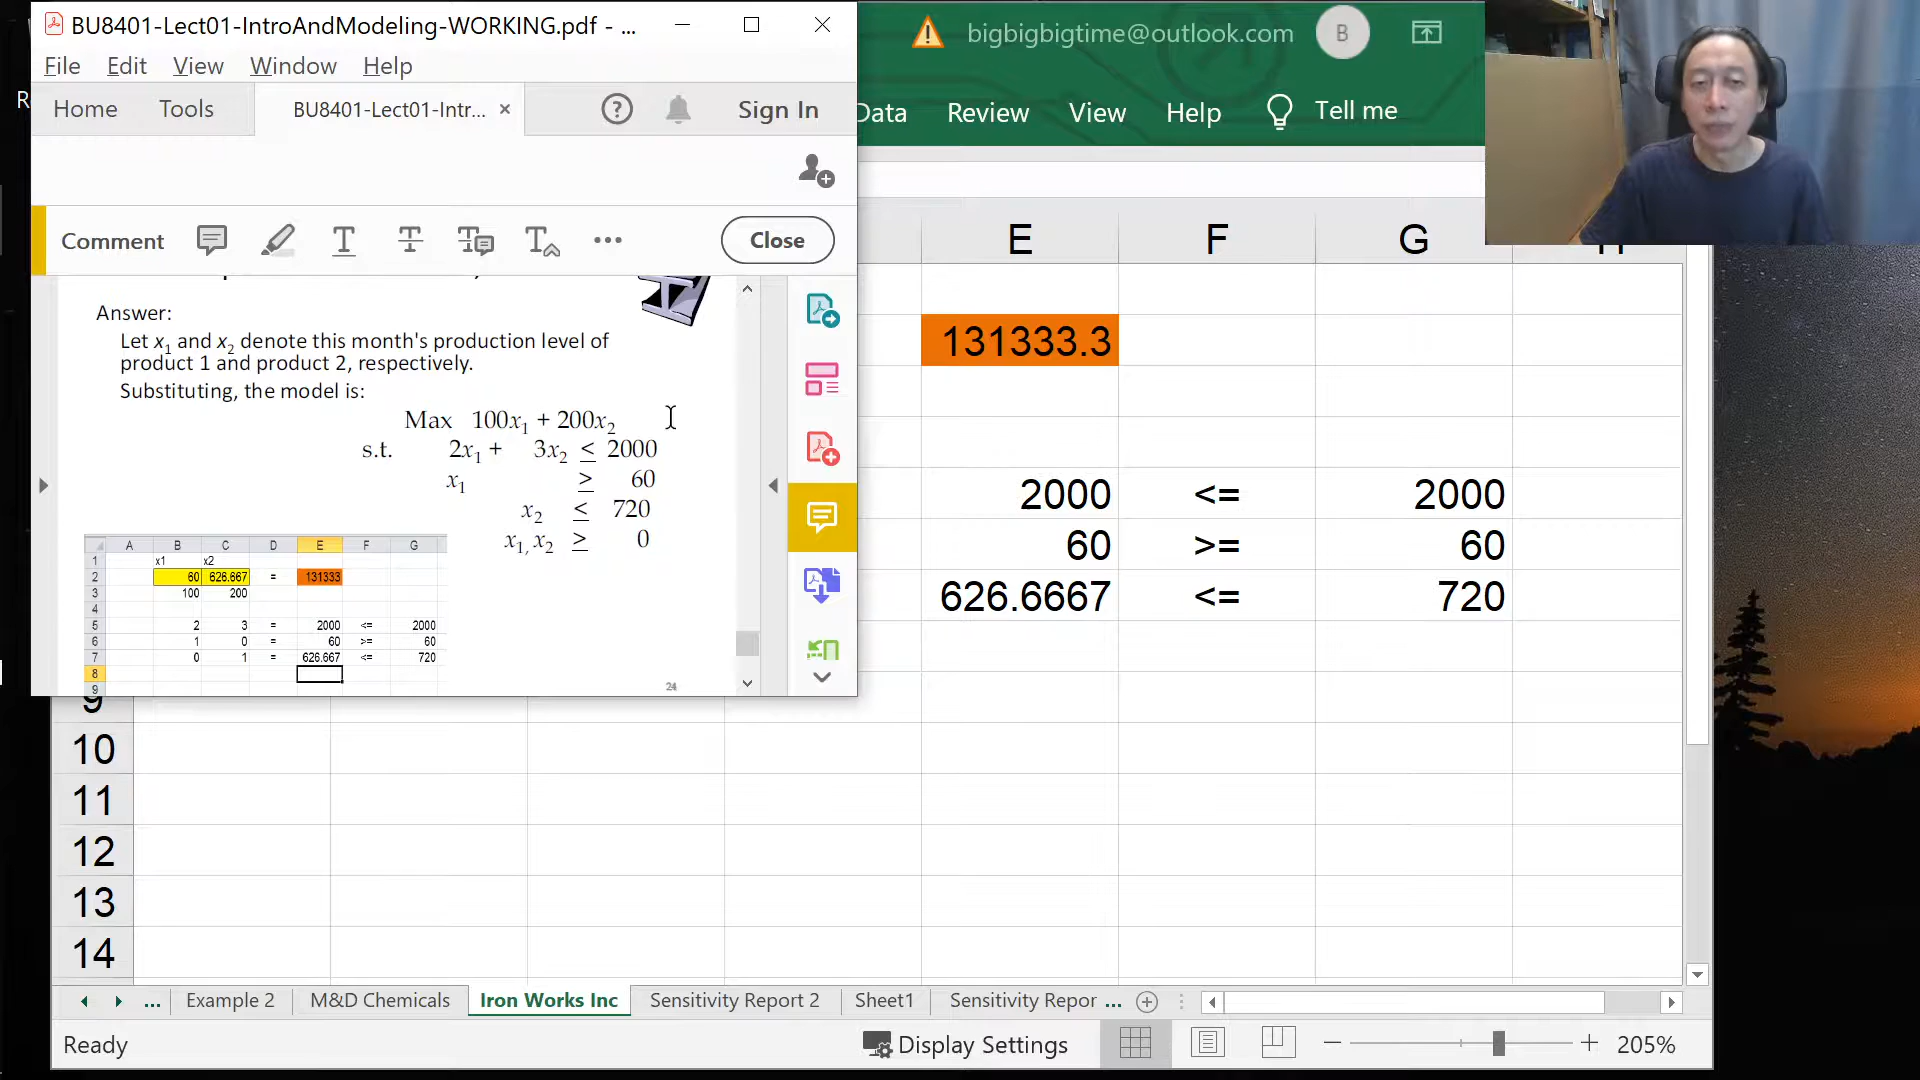 BU8401-Lect01-IntroAndModeling-WORKING.pdf - ...
File Edit View Window Help
Home Tools BU8401-Lect01-Intr... × Sign In
Comment Close
Answer:
Let x1 and x2 denote this month's production level of
product 1 and product 2, respectively.
Substituting, the model is:
Max 100x1 + 200x2
s.t. 2x1 + 3x2 ≤ 2000
x1 ≥ 60
x2 ≤ 720
x1, x2 ≥ 0
A B C D E F G
1 x1 x2
2 60 626.667 = 131333
3 100 200
4
5 2 3 = 2000 <= 2000
6 1 0 = 60 >= 60
7 0 1 = 626.667 <= 720
8
9
24
bigbigbigtime@outlook.com B
Data Review View Help Tell me
E F G H
131333.3
2000 <= 2000
60 >= 60
626.6667 <= 720
9
10
11
12
13
14
... Example 2 M&D Chemicals Iron Works Inc Sensitivity Report 2 Sheet1 Sensitivity Repor ...
Ready Display Settings 205%